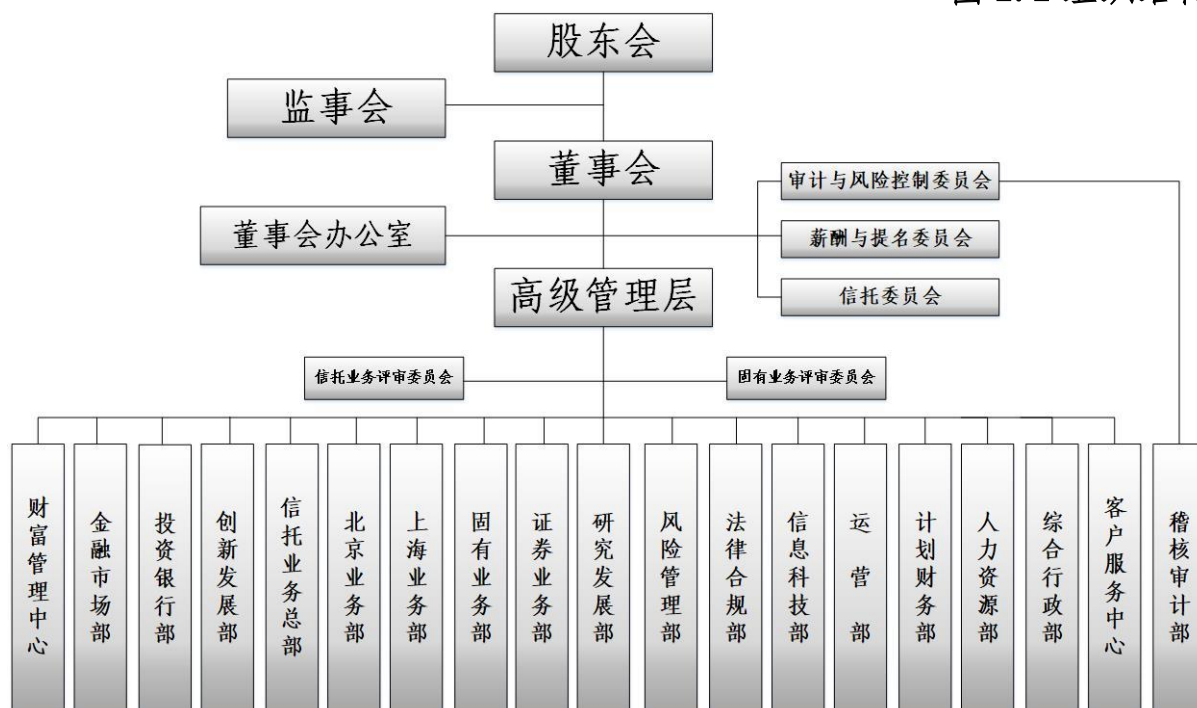 股东会
监事会
董事会
审计与风险控制委员会
董事会办公室
薪酬与提名委员会
高级管理层
信托委员会
信托业务评审委员会
固有业务评审委员会
财富管理中心
金融市场部
投资银行部
创新发展部
信托业务总部
北京业务部
上海业务部
固有业务部
证券业务部
研究发展部
风险管理部
法律合规部
信息科技部
运营部
计划财务部
人力资源部
综合行政部
客户服务中心
稽核审计部